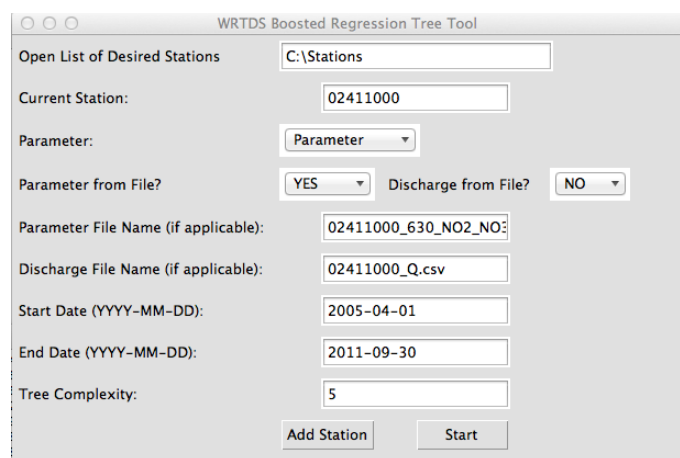 WRTDS Boosted Regression Tree Tool
Open List of Desired Stations C:\Stations
Current Station: 02411000
Parameter: Parameter
Parameter from File? YES Discharge from File? NO
Parameter File Name (if applicable): 02411000_630_NO2_NO3
Discharge File Name (if applicable): 02411000_Q.csv
Start Date (YYYY-MM-DD): 2005-04-01
End Date (YYYY-MM-DD): 2011-09-30
Tree Complexity: 5
Add Station Start